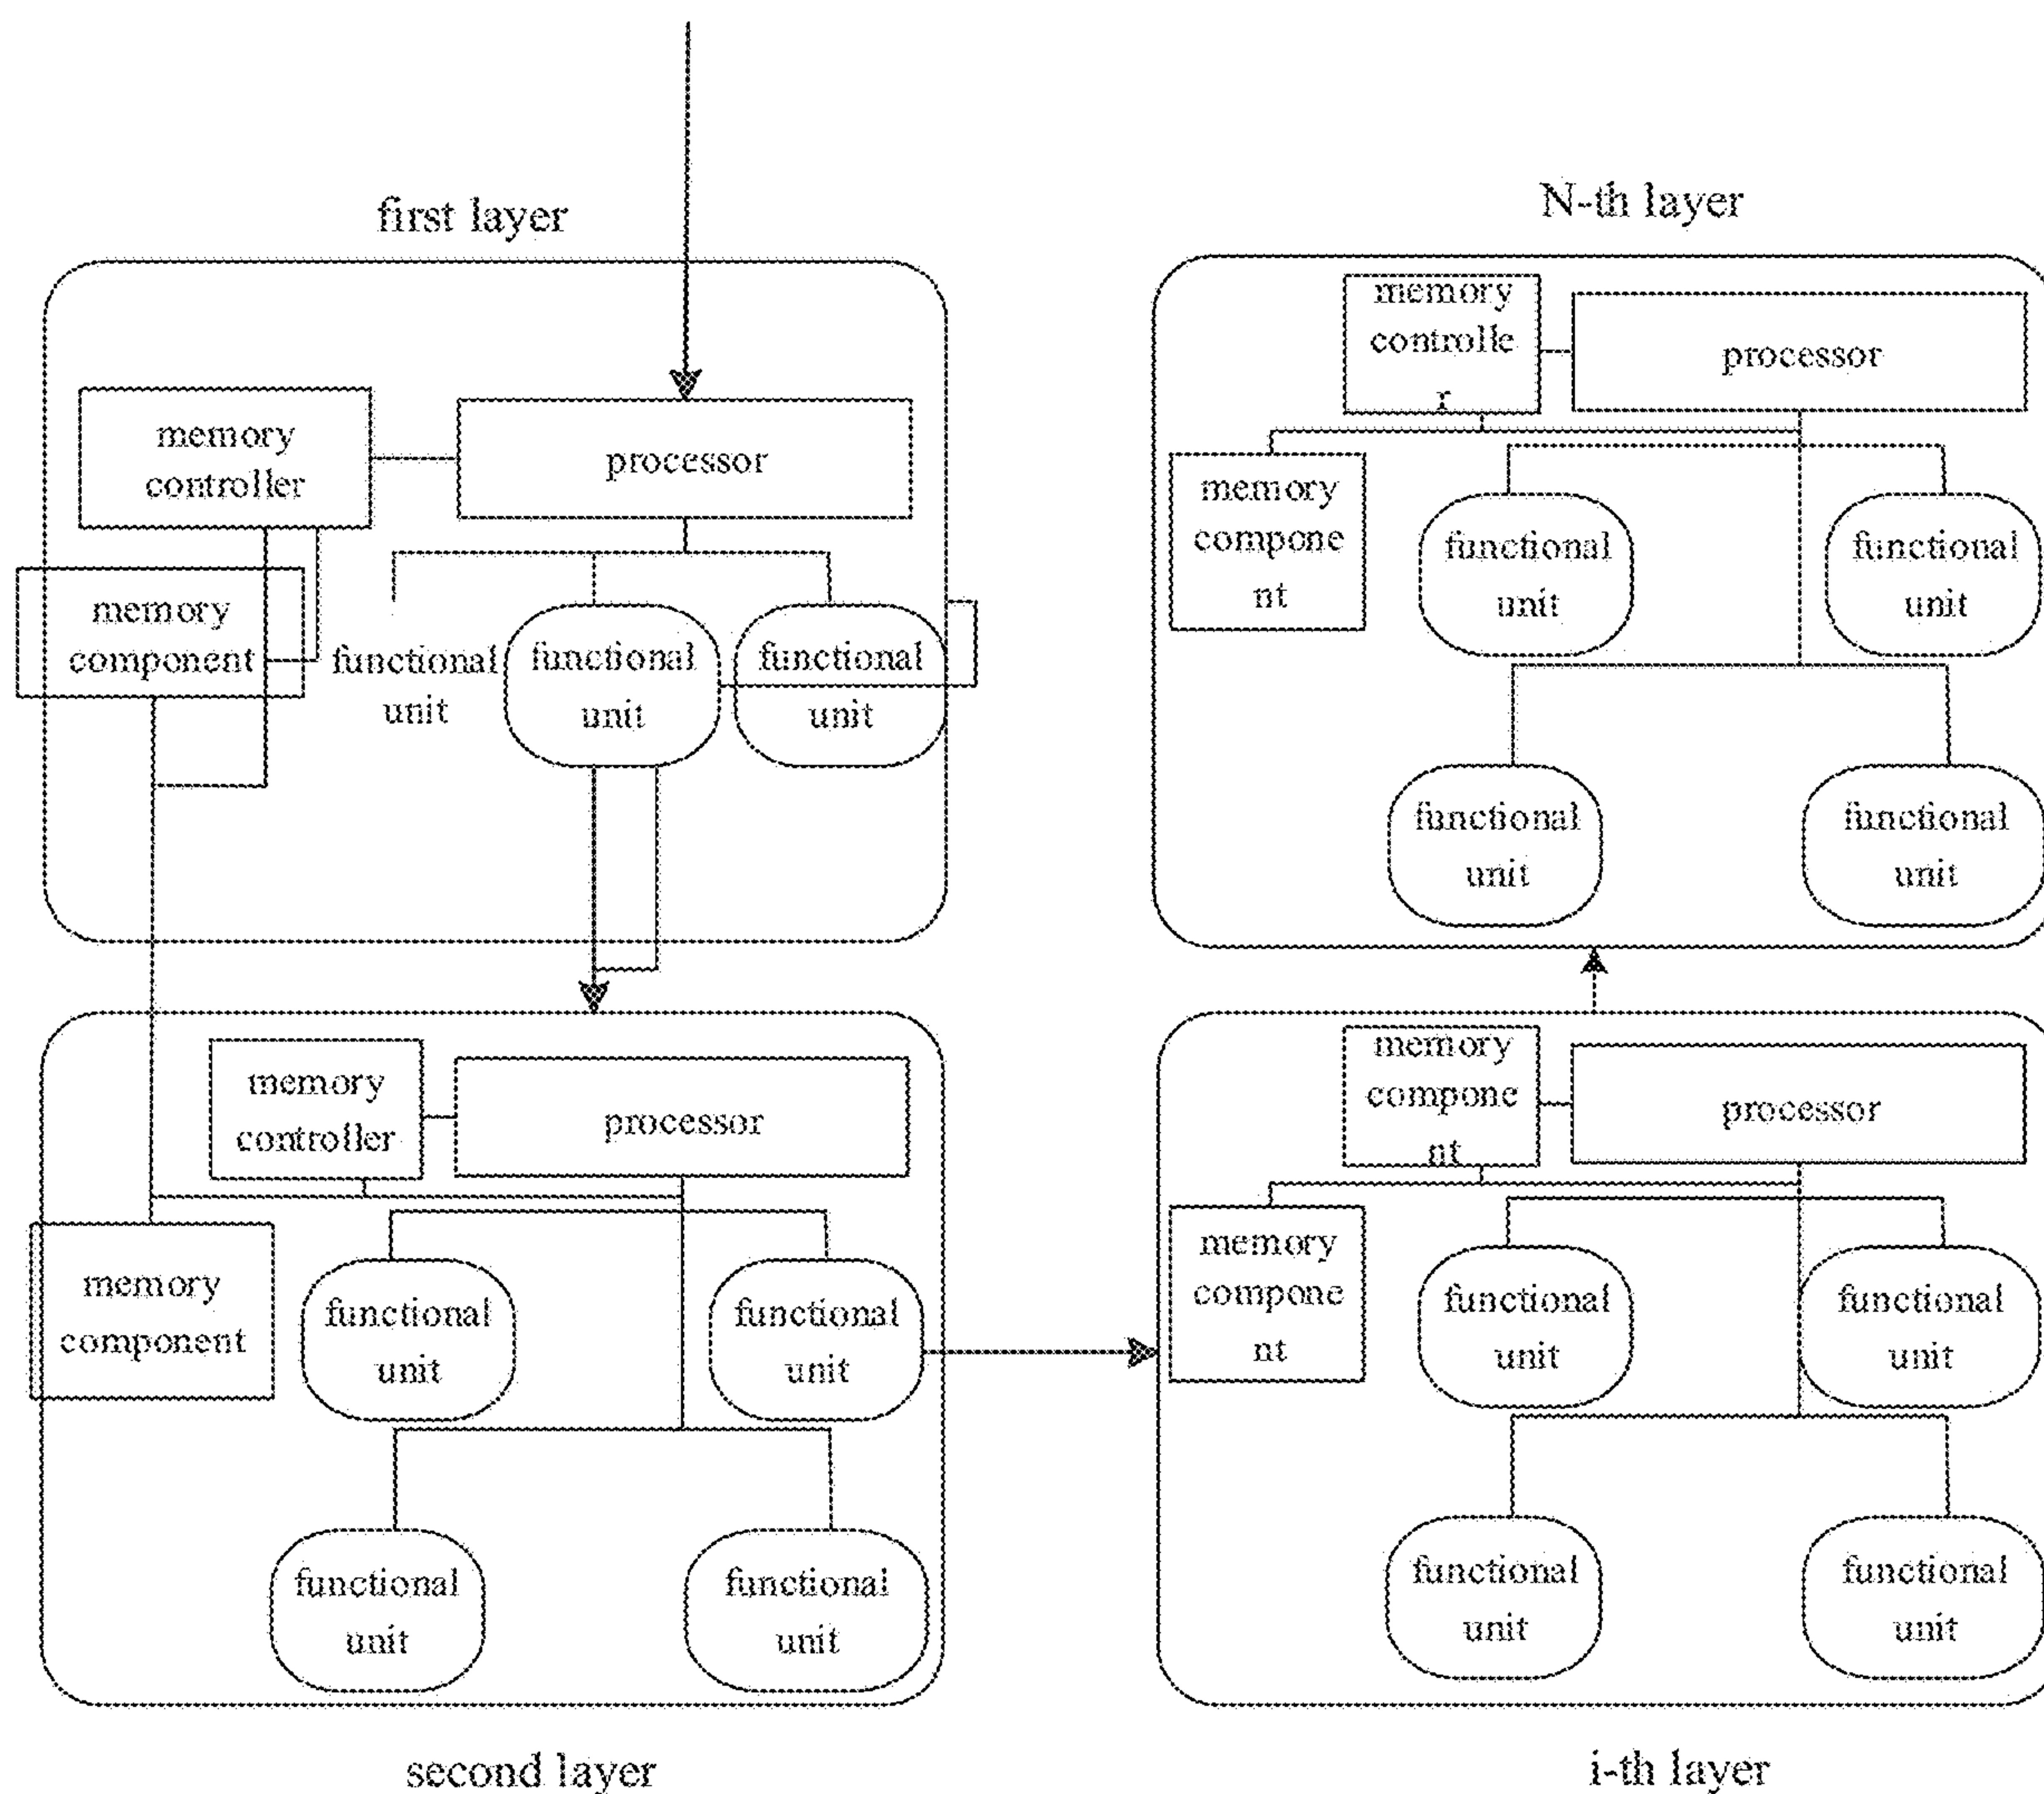 first layer
memory
controller
processor
memory
component
functional
unit
functional
unit
functional
unit
N-th layer
memory
controlle
r
processor
memory
compone
nt
functional
unit
functional
unit
functional
unit
functional
unit
memory
controller
processor
memory
component
functional
unit
functional
unit
functional
unit
functional
unit
second layer
memory
compone
nt
processor
memory
compone
nt
functional
unit
functional
unit
functional
unit
functional
unit
i-th layer